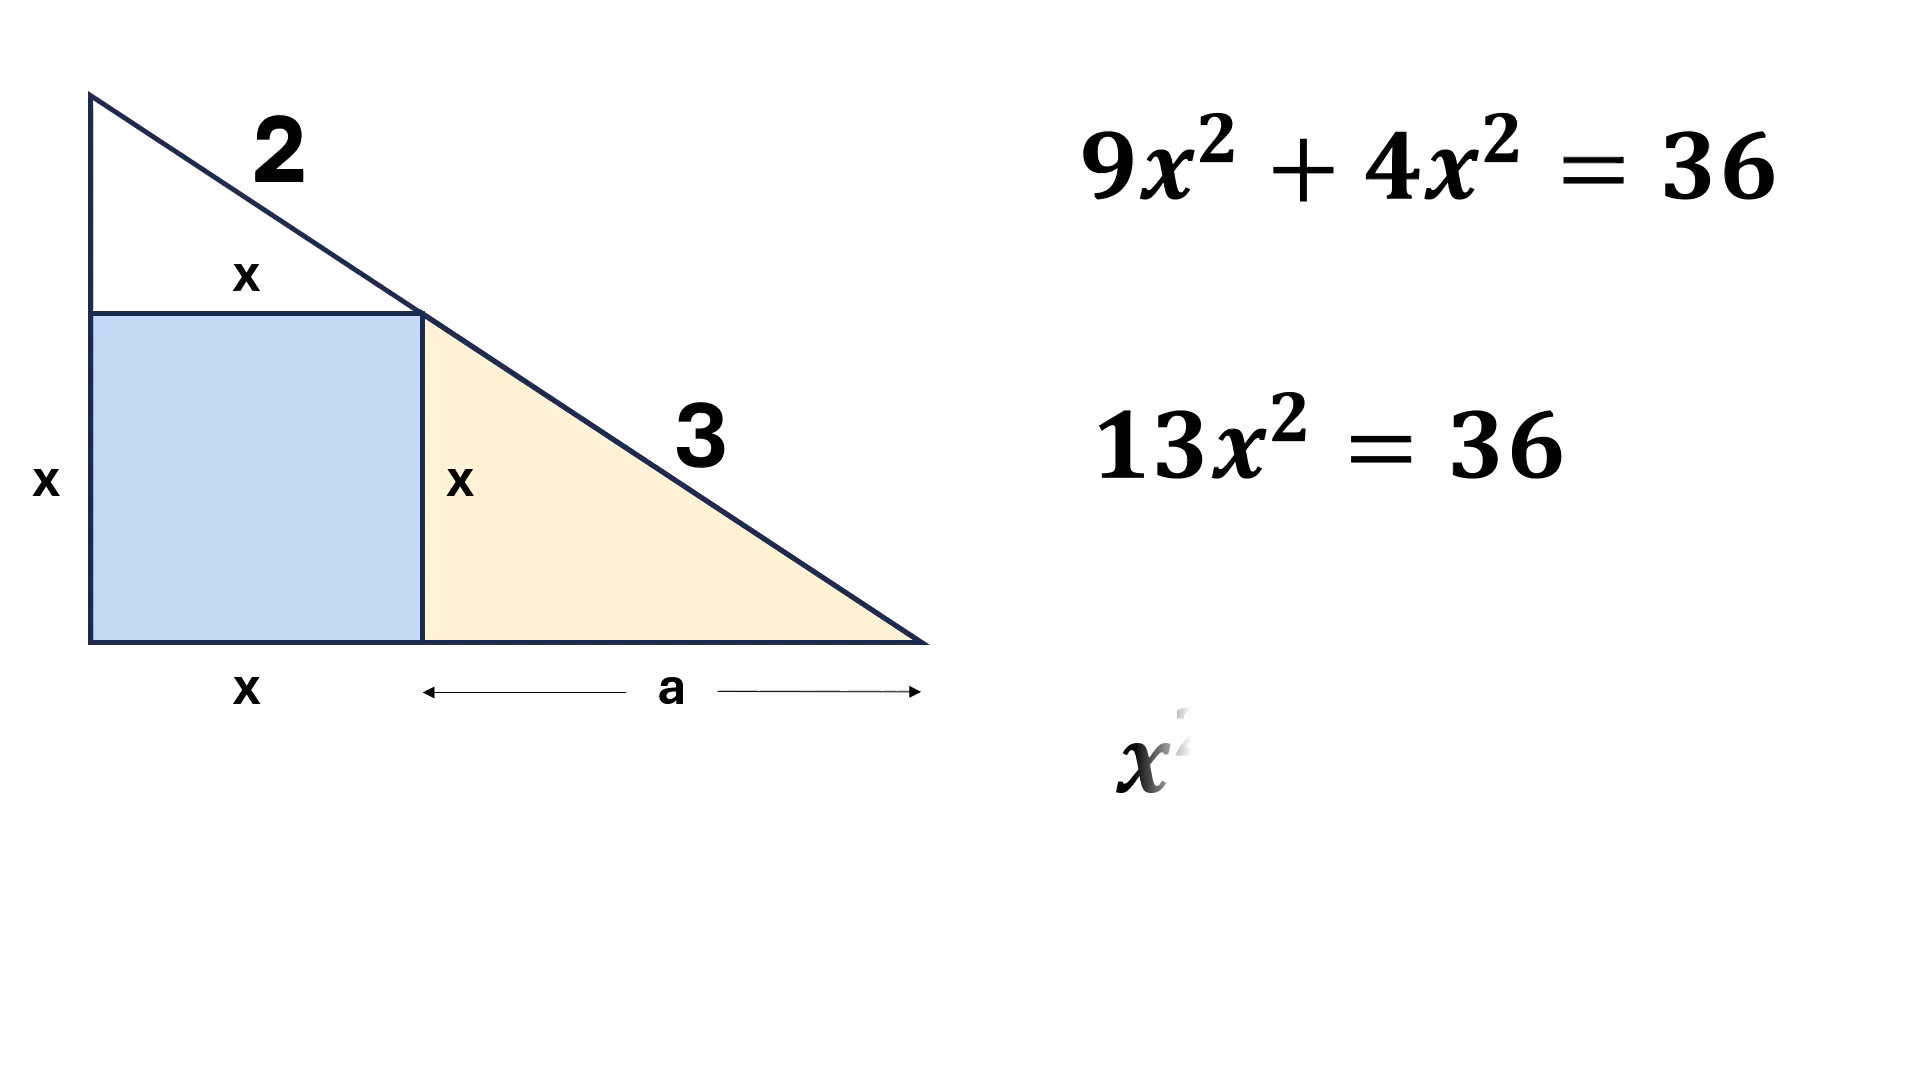 2
x
3
x
x
x
a
9x² + 4x² = 36
13x² = 36
x